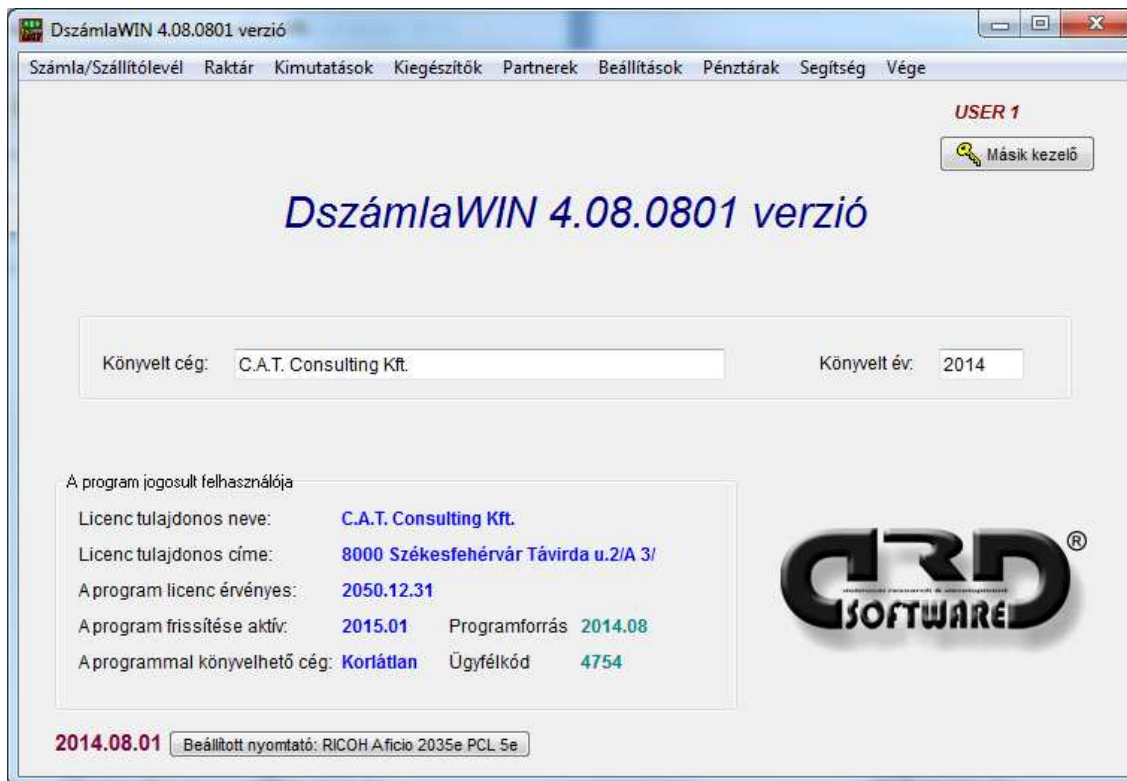 DszámlaWIN 4.08.0801 verzió
Számla/Szállítólevél Raktár Kimutatások Kiegészítők Partnerek Beállítások Pénztárak Segítség Vége
USER 1
Másik kezelő
DszámlaWIN 4.08.0801 verzió
Könyvelt cég: C.A.T. Consulting Kft. Könyvelt év: 2014
A program jogosult felhasználója
Licenc tulajdonos neve: C.A.T. Consulting Kft.
Licenc tulajdonos címe: 8000 Székesfehérvár Távirda u.2/A 3/
A program licenc érvényes: 2050.12.31
A program frissítése aktív: 2015.01 Programforrás 2014.08
A programmal könyvelhető cég: Korlátlan Ügyfélkód 4754
DRD ®
SOFTWARE
2014.08.01 Beállított nyomtató: RICOH Aficio 2035e PCL 5e